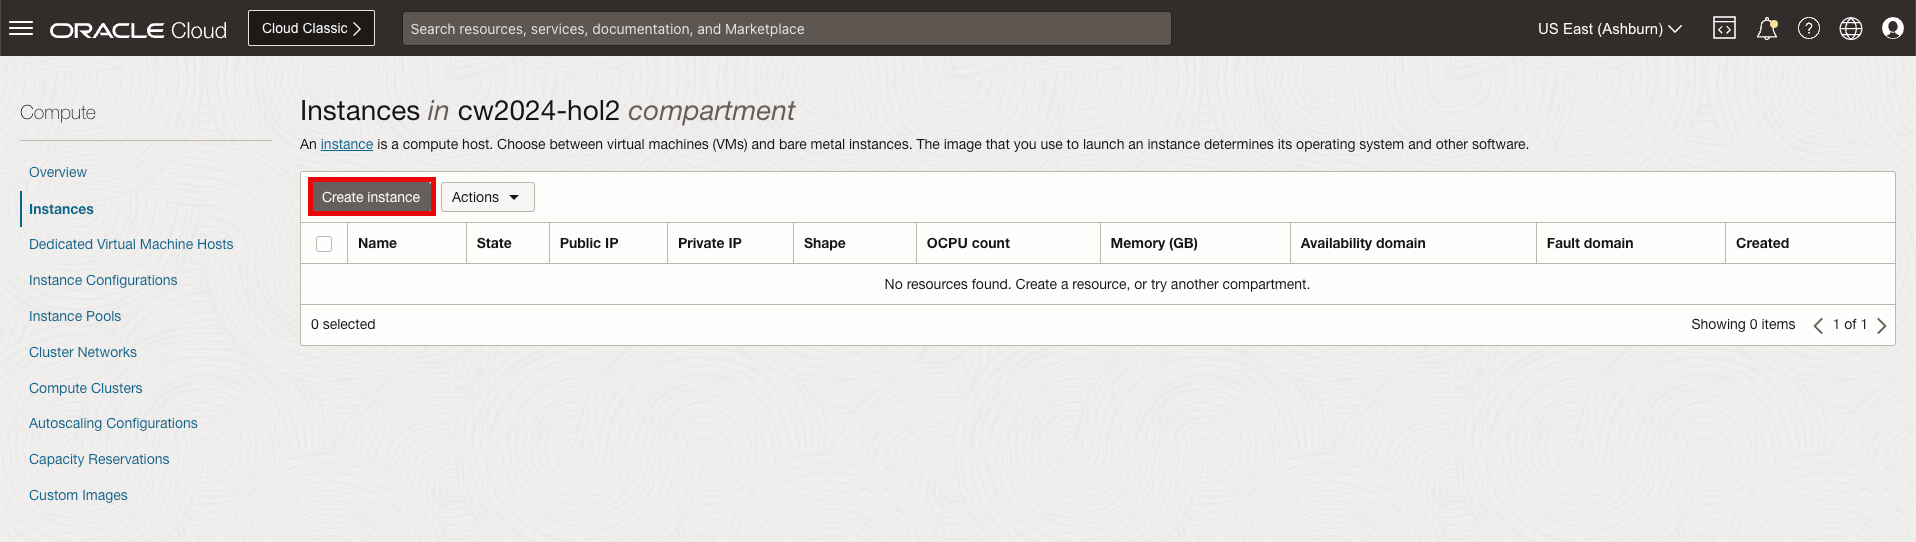 ORACLE Cloud
Cloud Classic
Search resources, services, documentation, and Marketplace
US East (Ashburn)
Compute
Overview
Instances
Dedicated Virtual Machine Hosts
Instance Configurations
Instance Pools
Cluster Networks
Compute Clusters
Autoscaling Configurations
Capacity Reservations
Custom Images
Instances in cw2024-hol2 compartment
An instance is a compute host. Choose between virtual machines (VMs) and bare metal instances. The image that you use to launch an instance determines its operating system and other software.
Create instance Actions
Name State Public IP Private IP Shape OCPU count Memory (GB) Availability domain Fault domain Created
No resources found. Create a resource, or try another compartment.
0 selected Showing 0 items 1 of 1